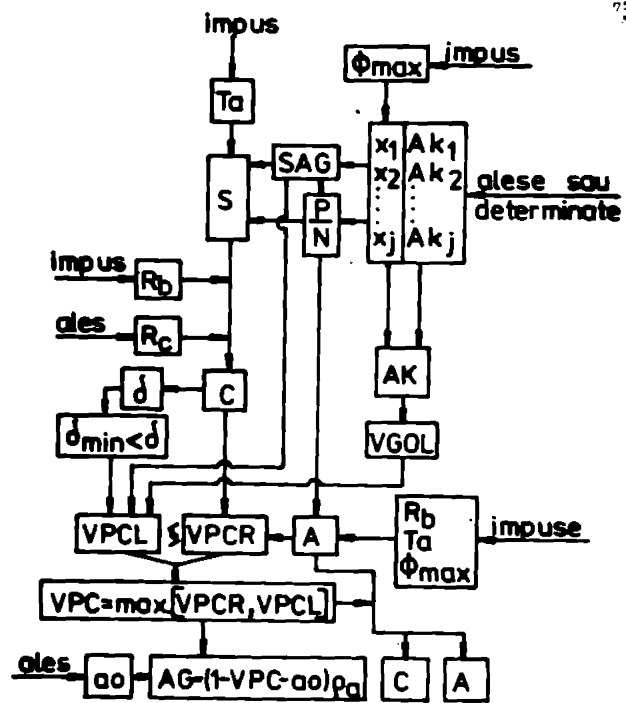 impus
Φmax
impus
Ta
x1 Ak1
SAG
x2 Ak2
alese sau
S
P
N
determinate
xj Akj
impus
Rb
ales
Rc
AK
d
C
dmin<d
VGOL
Rb
Ta
Φmax
impuse
VPCL
≶
VPCR
A
VPC=max.[VPCR,VPCL]
ales
ao
AG-(1-VPC-ao)ρa
C
A